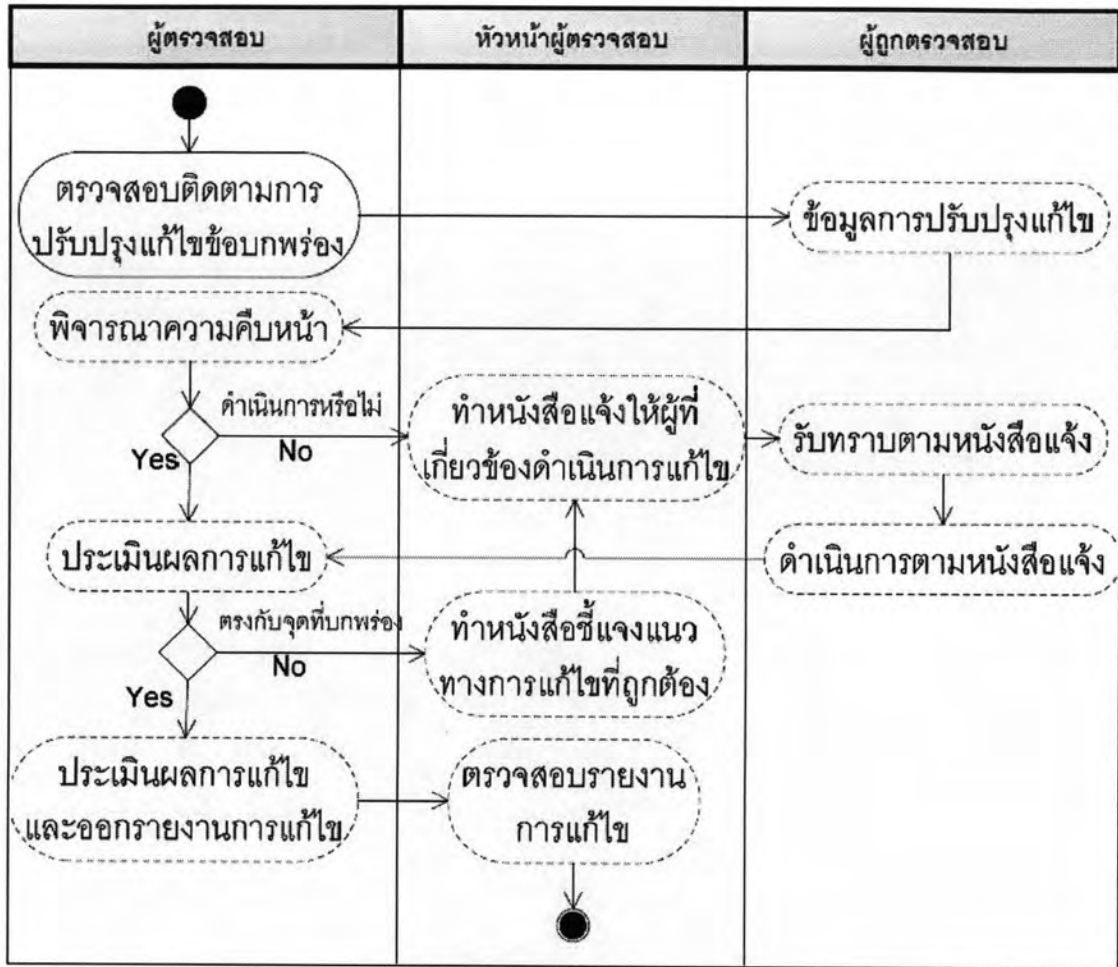 ผู้ตรวจสอบ
หัวหน้าผู้ตรวจสอบ
ผู้ถูกตรวจสอบ
ตรวจสอบติดตามการ
ปรับปรุงแก้ไขข้อบกพร่อง
ข้อมูลการปรับปรุงแก้ไข
พิจารณาความคืบหน้า
ดำเนินการหรือไม่
Yes
No
ทำหนังสือแจ้งให้ผู้ที่
เกี่ยวข้องดำเนินการแก้ไข
รับทราบตามหนังสือแจ้ง
ประเมินผลการแก้ไข
ดำเนินการตามหนังสือแจ้ง
ตรงกับจุดที่บกพร่อง
Yes
No
ทำหนังสือชี้แจงแนว
ทางการแก้ไขที่ถูกต้อง
ประเมินผลการแก้ไข
และออกรายงานการแก้ไข
ตรวจสอบรายงาน
การแก้ไข